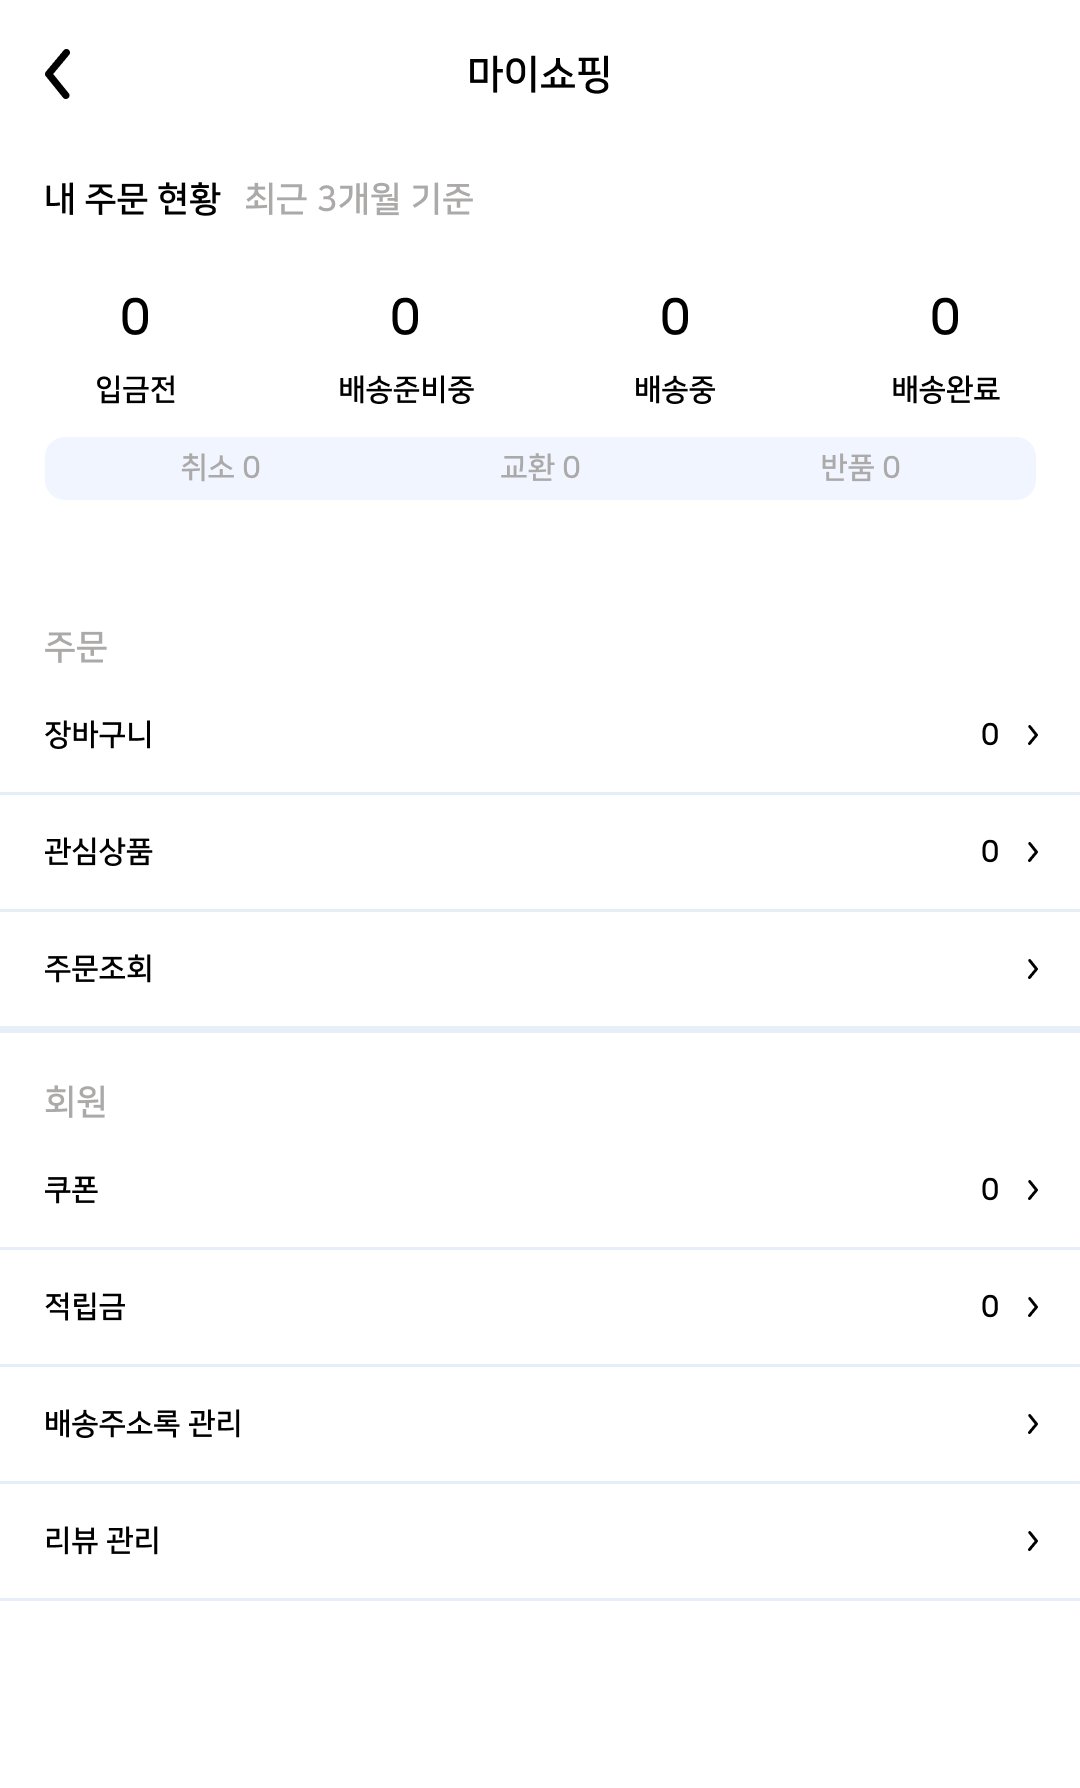 마이쇼핑
내 주문 현황 최근 3개월 기준
0 0 0 0
입금전 배송준비중 배송중 배송완료
취소 0 교환 0 반품 0
주문
장바구니 0
관심상품 0
주문조회
회원
쿠폰 0
적립금 0
배송주소록 관리
리뷰 관리